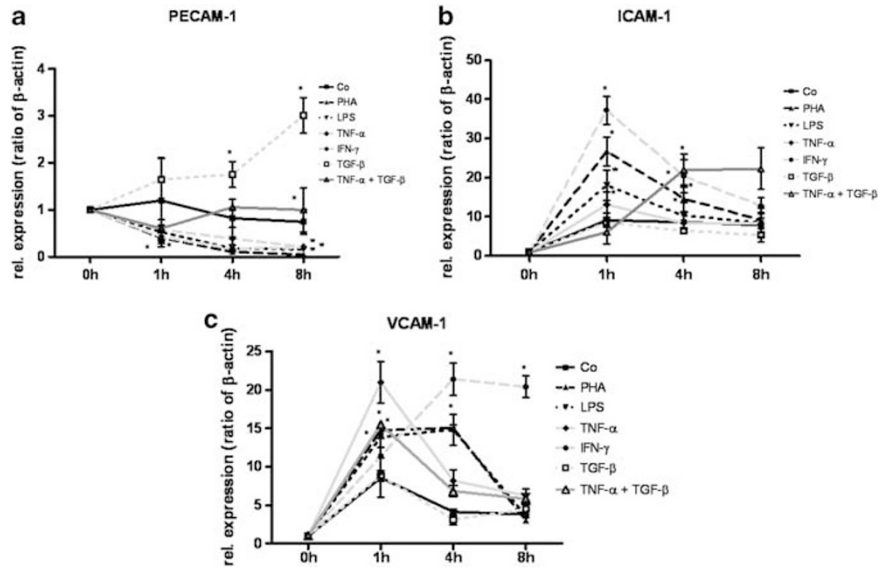 a
PECAM-1
rel. expression (ratio of β-actin)
4
3
2
1
0
0h 1h 4h 8h
Co
PHA
LPS
TNF-α
IFN-γ
TGF-β
TNF-α + TGF-β
b
ICAM-1
rel. expression (ratio of β-actin)
50
40
30
20
10
0
0h 1h 4h 8h
Co
PHA
LPS
TNF-α
IFN-γ
TGF-β
TNF-α + TGF-β
c
VCAM-1
rel. expression (ratio of β-actin)
25
20
15
10
5
0
0h 1h 4h 8h
Co
PHA
LPS
TNF-α
IFN-γ
TGF-β
TNF-α + TGF-β